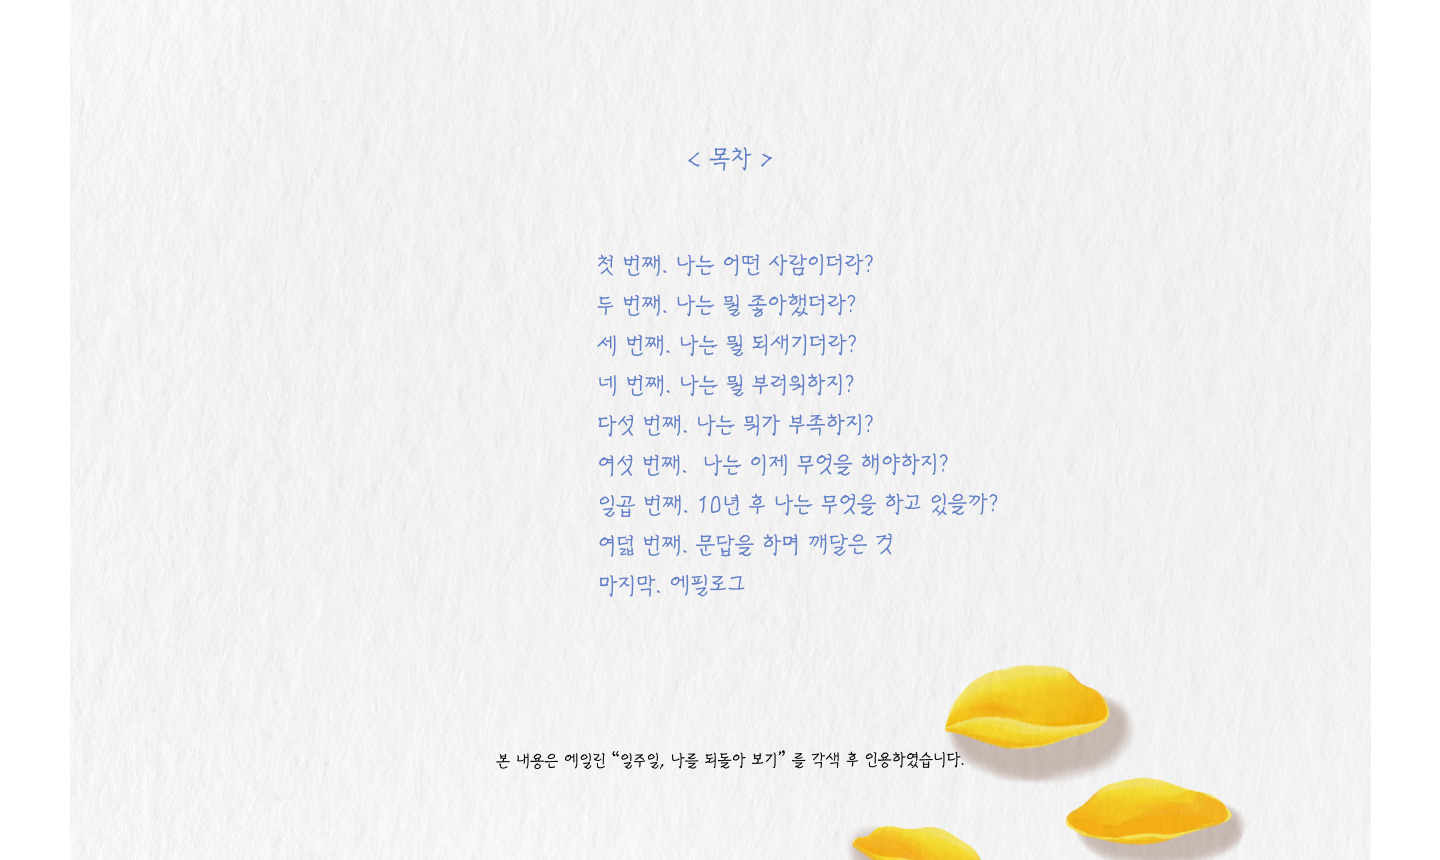 < 목차 >
첫 번째. 나는 어떤 사람이더라?
두 번째. 나는 뭘 좋아했더라?
세 번째. 나는 뭘 되새기더라?
네 번째. 나는 뭘 부러워하지?
다섯 번째. 나는 뭐가 부족하지?
여섯 번째. 나는 이제 무엇을 해야하지?
일곱 번째. 10년 후 나는 무엇을 하고 있을까?
여덟 번째. 문답을 하며 깨달은 것
마지막. 에필로그
본 내용은 에일린 “일주일, 나를 되돌아 보기” 를 각색 후 인용하였습니다.